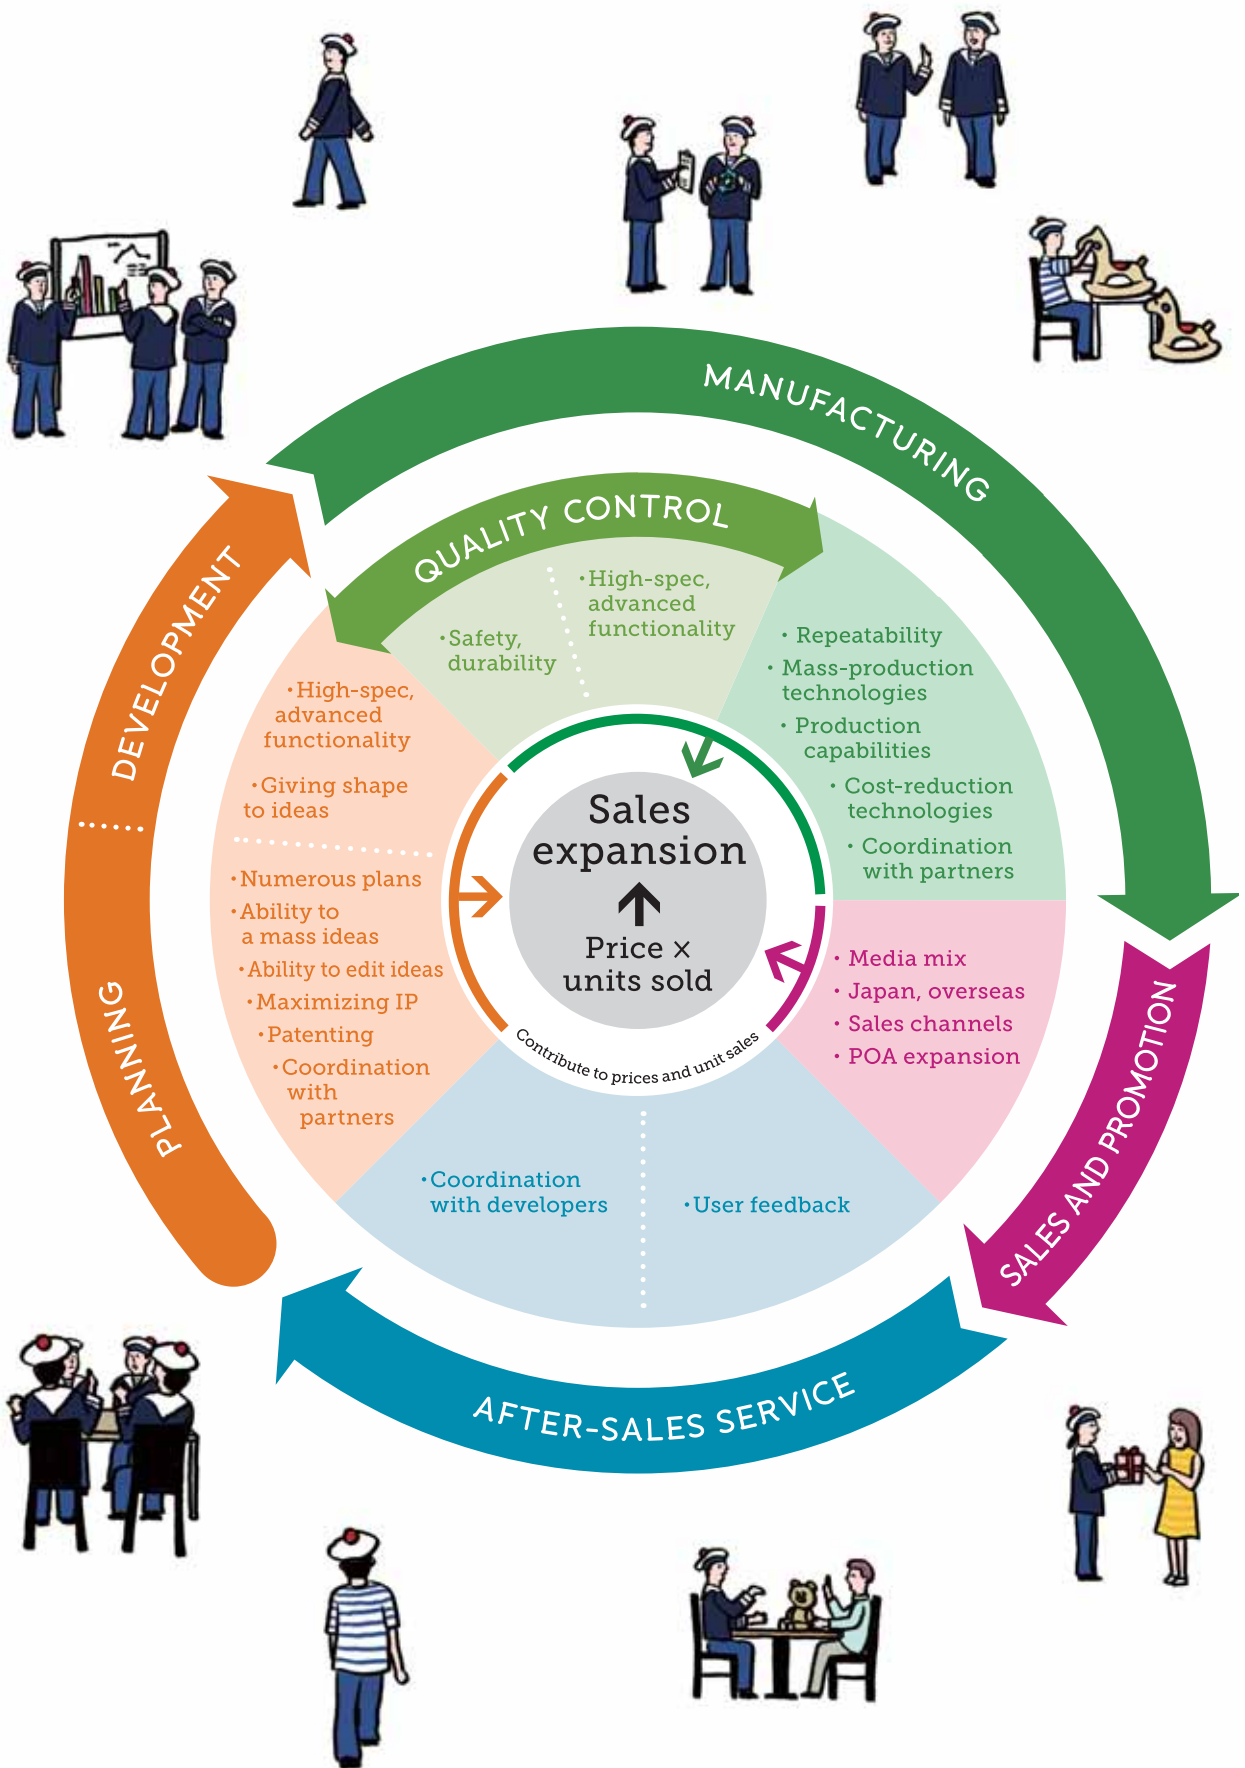 MANUFACTURING
QUALITY CONTROL
DEVELOPMENT
PLANNING
SALES AND PROMOTION
AFTER-SALES SERVICE
・Safety,
durability
・High-spec,
advanced
functionality
・High-spec,
advanced
functionality
・Giving shape
to ideas
・Numerous plans
・Ability to
a mass ideas
・Ability to edit ideas
・Maximizing IP
・Patenting
・Coordination
with
partners
・Repeatability
・Mass-production
technologies
・Production
capabilities
・Cost-reduction
technologies
・Coordination
with partners
Sales
expansion
Price ×
units sold
Contribute to prices and unit sales
・Media mix
・Japan, overseas
・Sales channels
・POA expansion
・Coordination
with developers
・User feedback